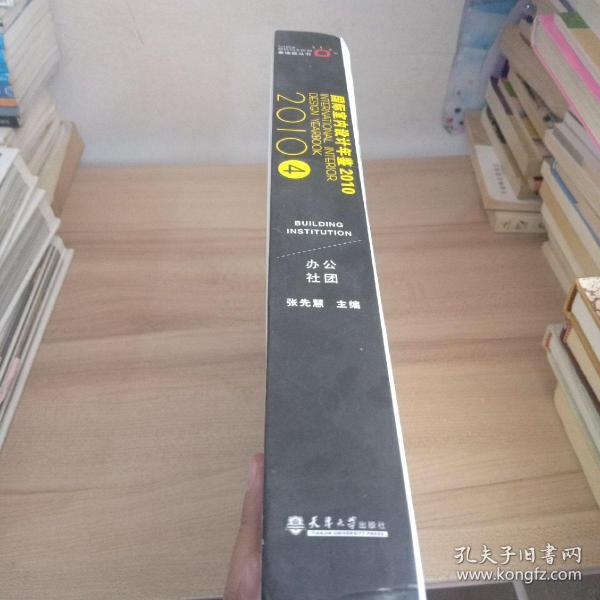 国际室内设计年鉴2010
INTERNATIONAL INTERIOR
DESIGN YEARBOOK
2010 4
BUILDING
INSTITUTION
办公
社团
张先慧 主编
天津大学出版社
TIANJIN UNIVERSITY PRESS
孔夫子旧书网
www.kongfz.com